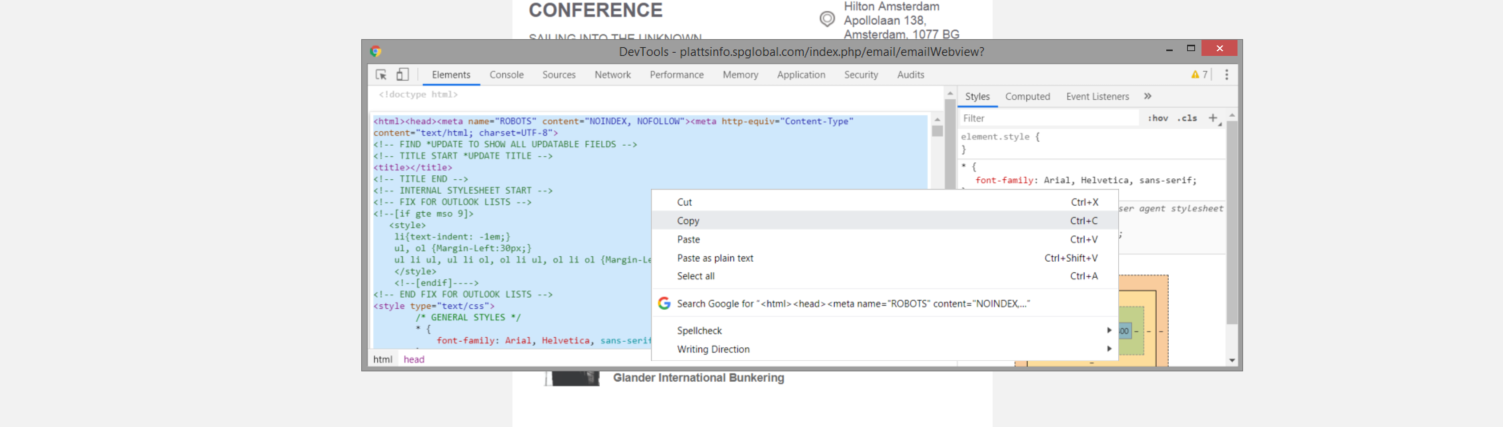 CONFERENCE
SAILING INTO THE UNKNOWN
Hilton Amsterdam
Apollolaan 138,
Amsterdam, 1077 BG
DevTools - plattsinfo.spglobal.com/index.php/email/emailWebview?
Elements Console Sources Network Performance Memory Application Security Audits
7
<!doctype html>
<html><head><meta name="ROBOTS" content="NOINDEX, NOFOLLOW"><meta http-equiv="Content-Type"
content="text/html; charset=UTF-8">
<!-- FIND *UPDATE TO SHOW ALL UPDATABLE FIELDS -->
<!-- TITLE START *UPDATE TITLE -->
<title></title>
<!-- TITLE END -->
<!-- INTERNAL STYLESHEET START -->
<!-- FIX FOR OUTLOOK LISTS -->
<!--[if gte mso 9]>
<style>
li{text-indent: -1em;}
ul, ol {Margin-Left:30px;}
ul li ul, ul li ol, ol li ul, ol li ol {Margin-Le
</style>
<!--[endif]---->
<!-- END FIX FOR OUTLOOK LISTS -->
<style type="text/css">
/* GENERAL STYLES */
* {
font-family: Arial, Helvetica, sans-serif
html head
Styles Computed Event Listeners »
Filter :hov .cls +
element.style {
}
* {
font-family: Arial, Helvetica, sans-serif;
ser agent stylesheet
;
Cut Ctrl+X
Copy Ctrl+C
Paste Ctrl+V
Paste as plain text Ctrl+Shift+V
Select all Ctrl+A
Search Google for "<html><head><meta name="ROBOTS" content="NOINDEX,..."
Spellcheck
Writing Direction
Glander International Bunkering